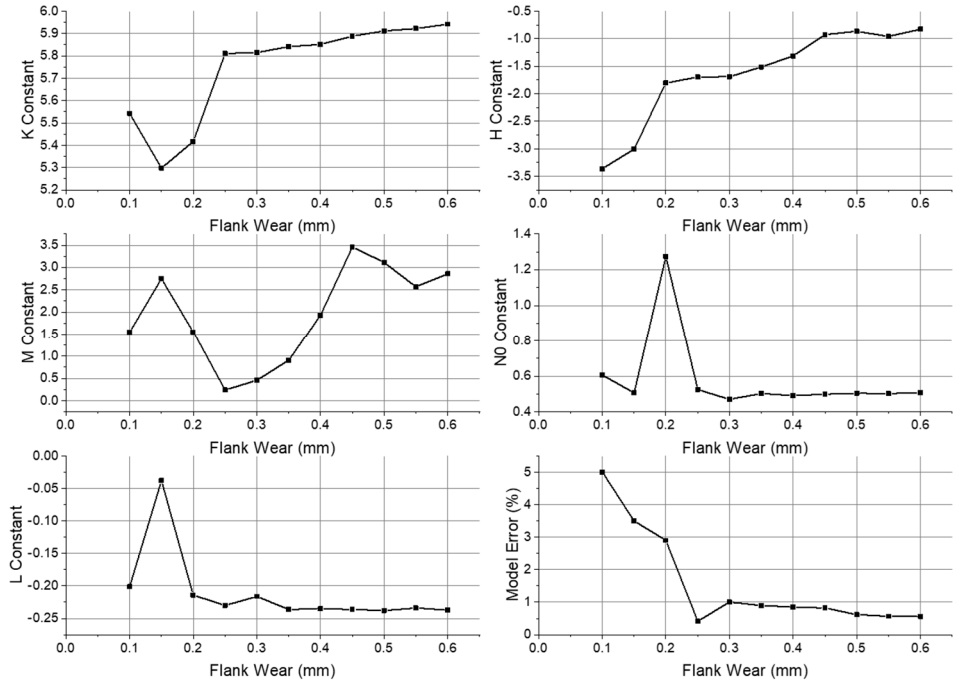 6.0
5.9
5.8
5.7
5.6
5.5
5.4
5.3
5.2
K Constant
0.0 0.1 0.2 0.3 0.4 0.5 0.6
Flank Wear (mm)
-0.5
-1.0
-1.5
-2.0
-2.5
-3.0
-3.5
H Constant
0.0 0.1 0.2 0.3 0.4 0.5 0.6
Flank Wear (mm)
3.5
3.0
2.5
2.0
1.5
1.0
0.5
0.0
M Constant
0.0 0.1 0.2 0.3 0.4 0.5 0.6
Flank Wear (mm)
1.4
1.2
1.0
0.8
0.6
0.4
N0 Constant
0.0 0.1 0.2 0.3 0.4 0.5 0.6
Flank Wear (mm)
0.00
-0.05
-0.10
-0.15
-0.20
-0.25
L Constant
0.0 0.1 0.2 0.3 0.4 0.5 0.6
Flank Wear (mm)
5
4
3
2
1
0
Model Error (%)
0.0 0.1 0.2 0.3 0.4 0.5 0.6
Flank Wear (mm)